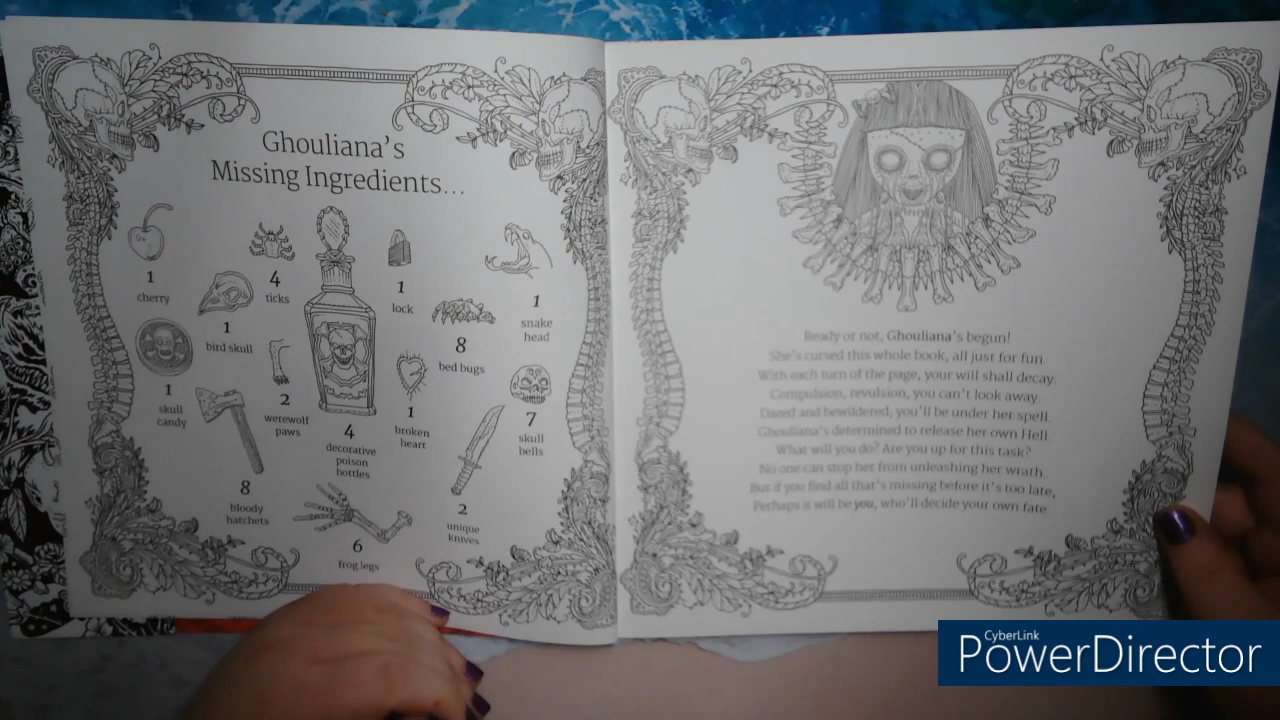 Ghouliana's
Missing Ingredients...
1
cherry
4
ticks
1
lock
1
snake
head
1
bird skull
8
bed bugs
1
skull
candy
2
werewolf
paws
4
decorative
poison
bottles
1
broken
heart
7
skull
bells
8
bloody
hatchets
6
frog legs
2
unique
knives
Ready or not, Ghouliana's begun!
She's cursed this whole book, all just for fun.
With each turn of the page, your will shall decay.
Compulsion, revulsion, you can't look away.
Dazed and bewildered, you'll be under her spell.
Ghouliana's determined to release her own Hell.
What will you do? Are you up for this task?
No one can stop her from unleashing her wrath.
But if you find all that's missing before it's too late,
Perhaps it will be you, who'll decide your own fate.
CyberLink
PowerDirector